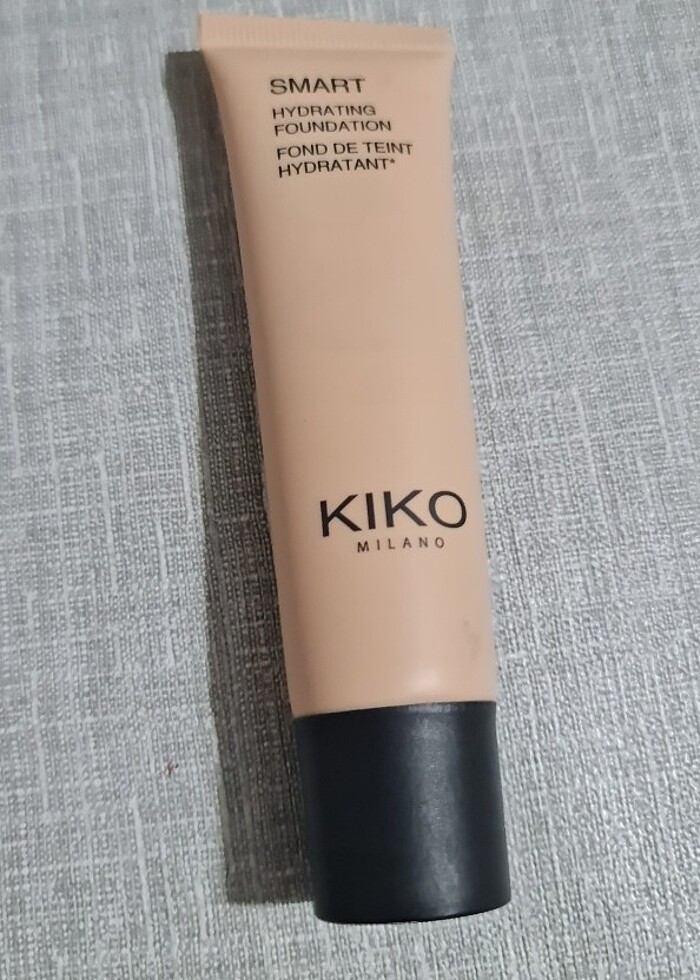 SMART
HYDRATING
FOUNDATION
FOND DE TEINT
HYDRATANT*
KIKO
MILANO